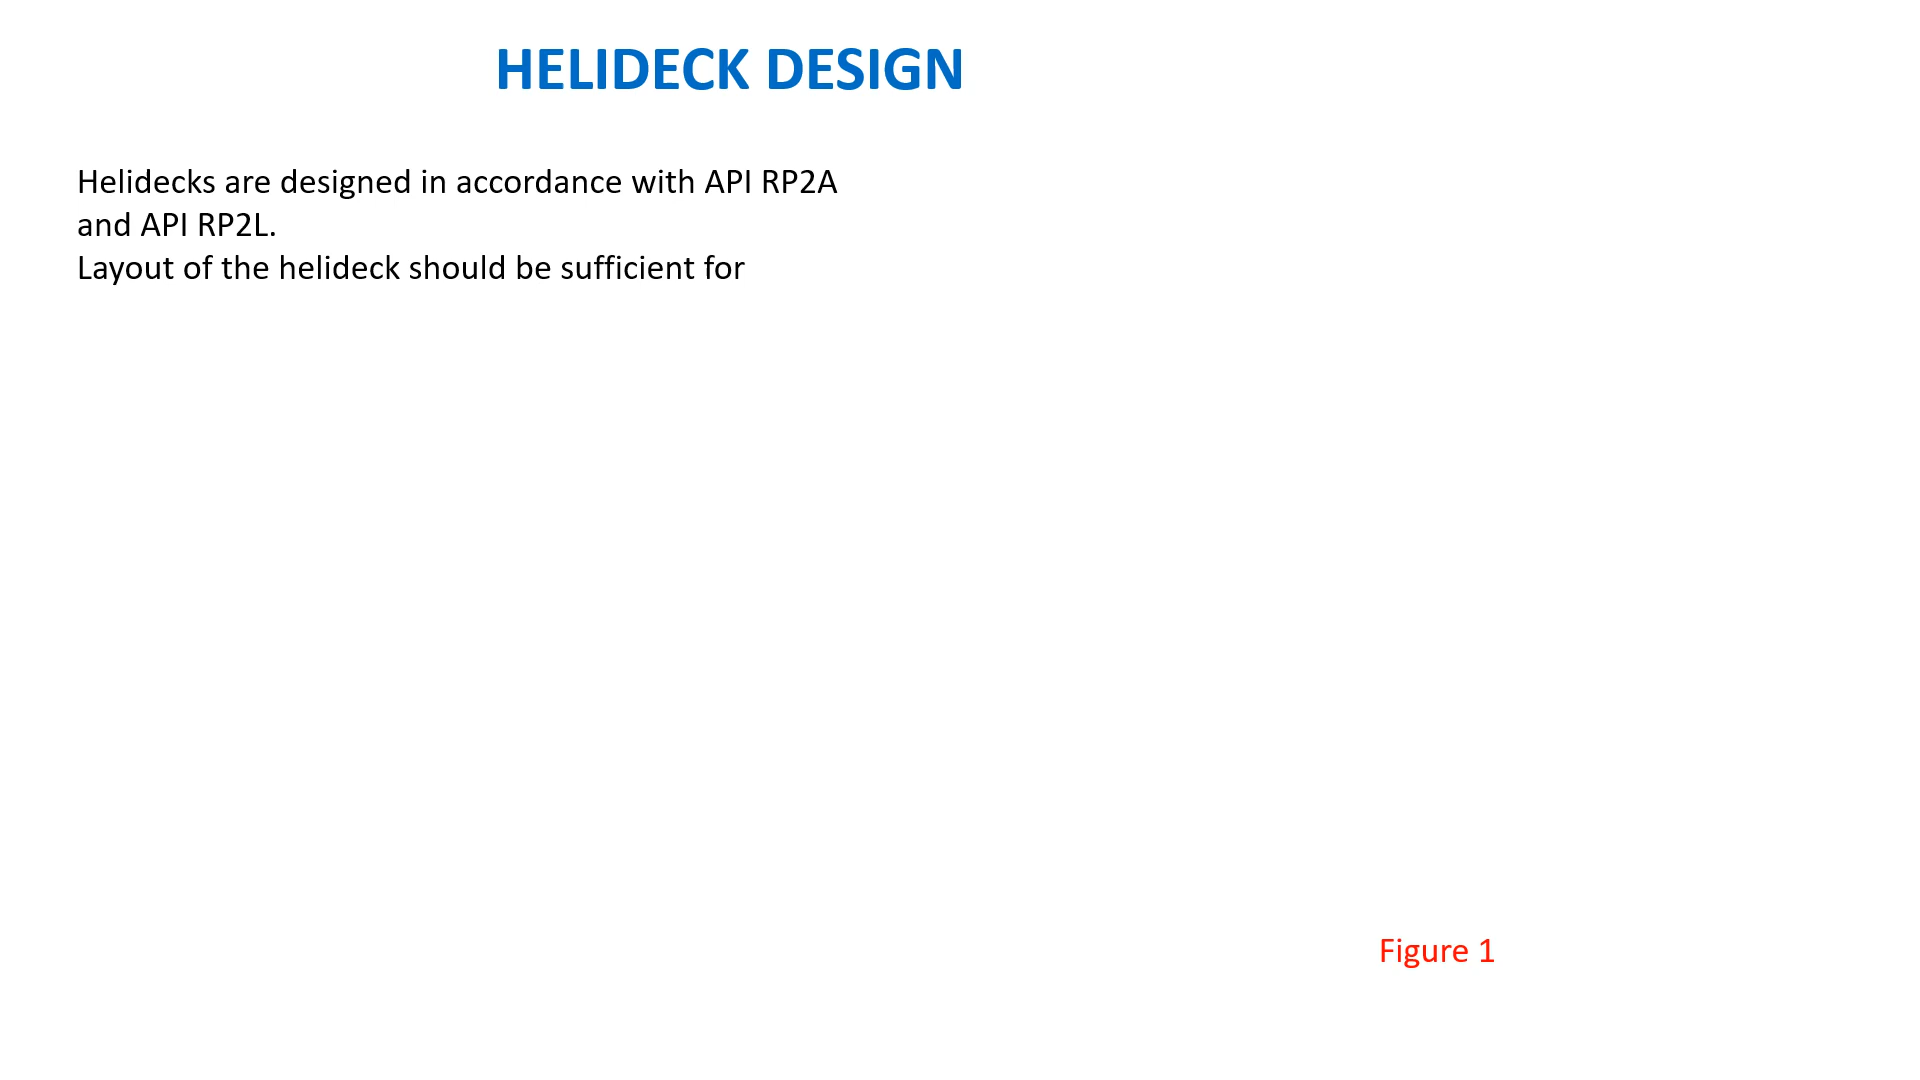 HELIDECK DESIGN
Helidecks are designed in accordance with API RP2A
and API RP2L.
Layout of the helideck should be sufficient for
Figure 1